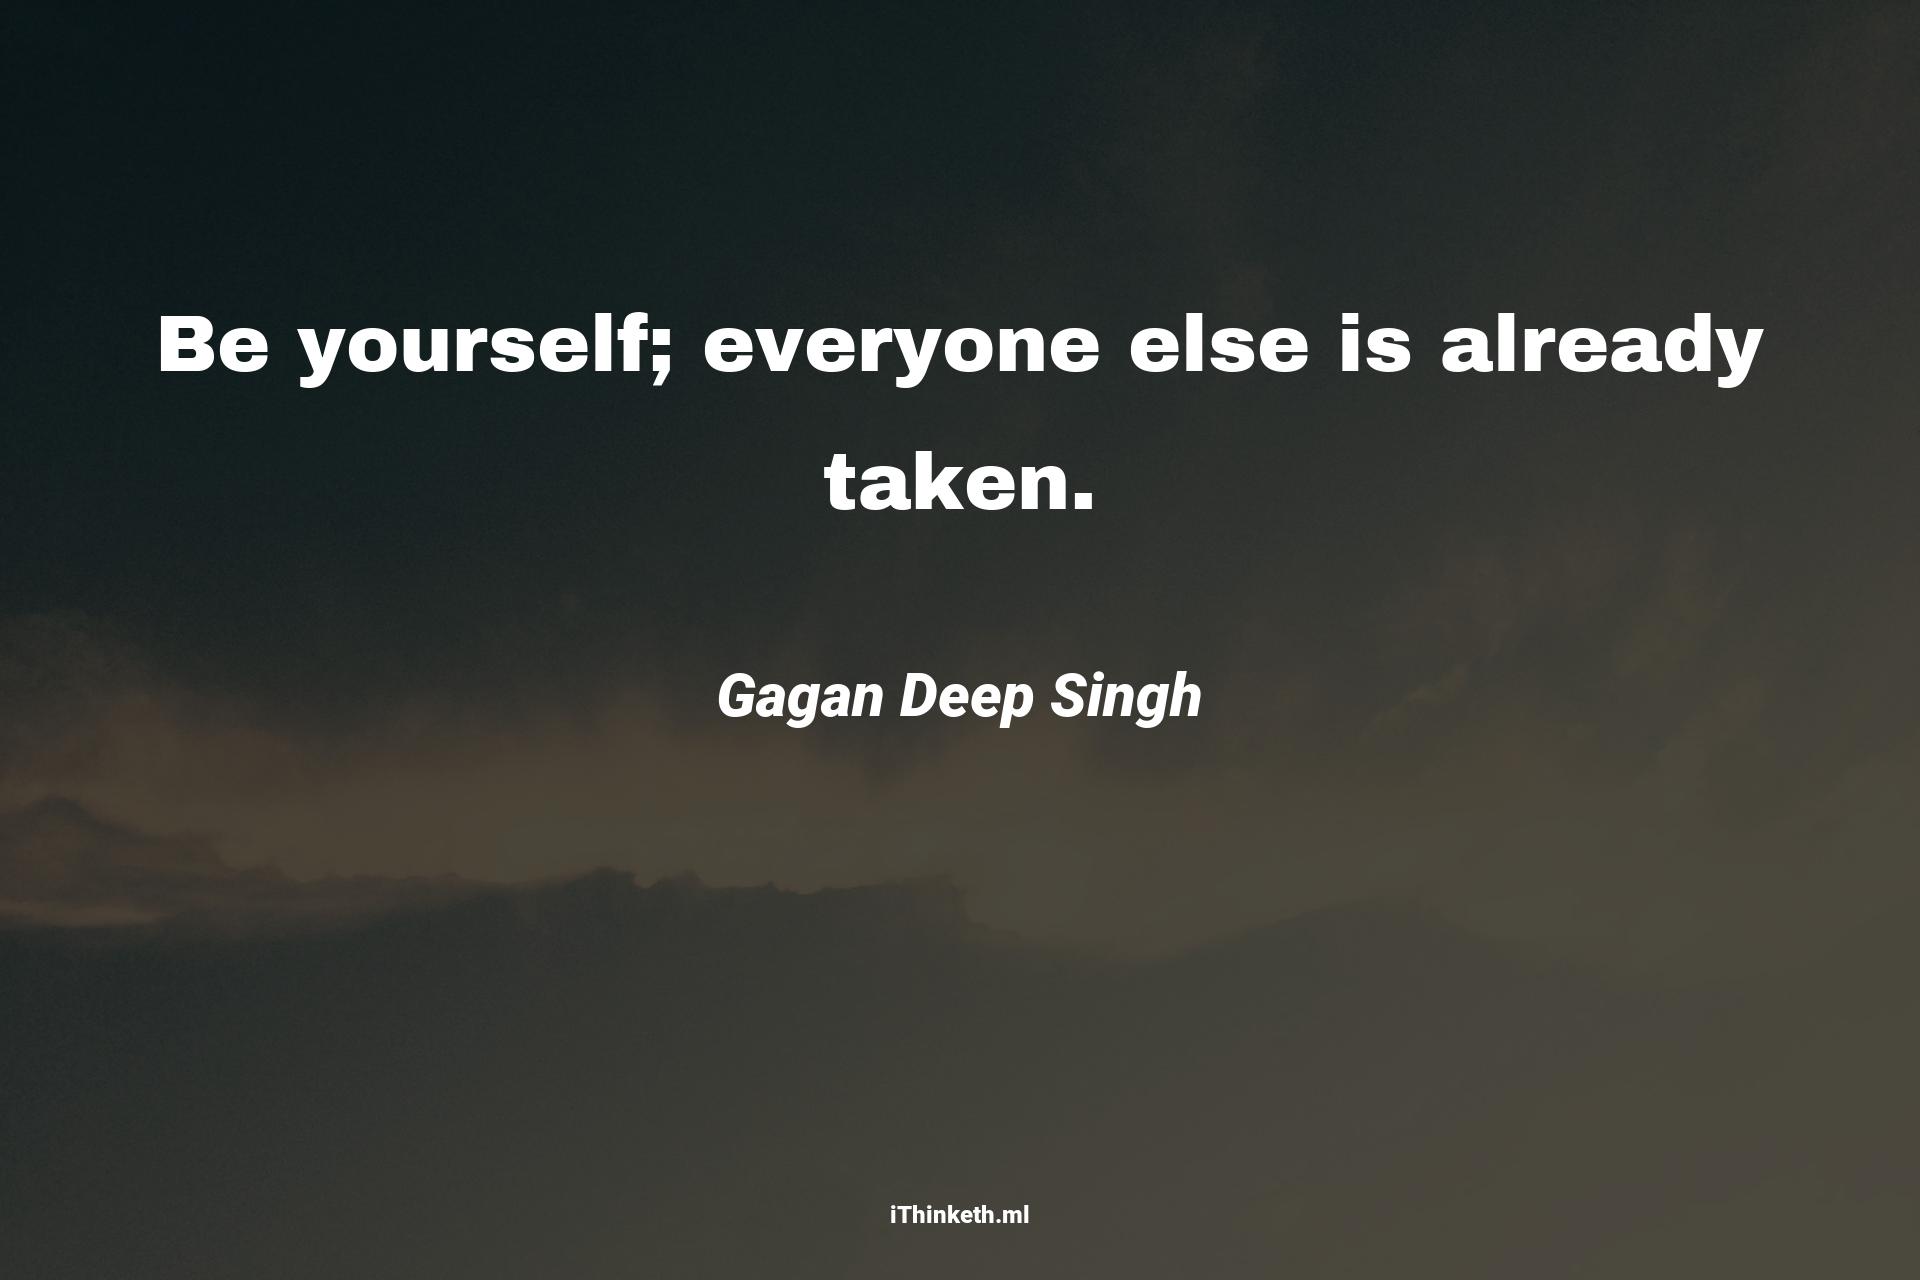 Be yourself; everyone else is already
taken.
Gagan Deep Singh
iThinketh.ml